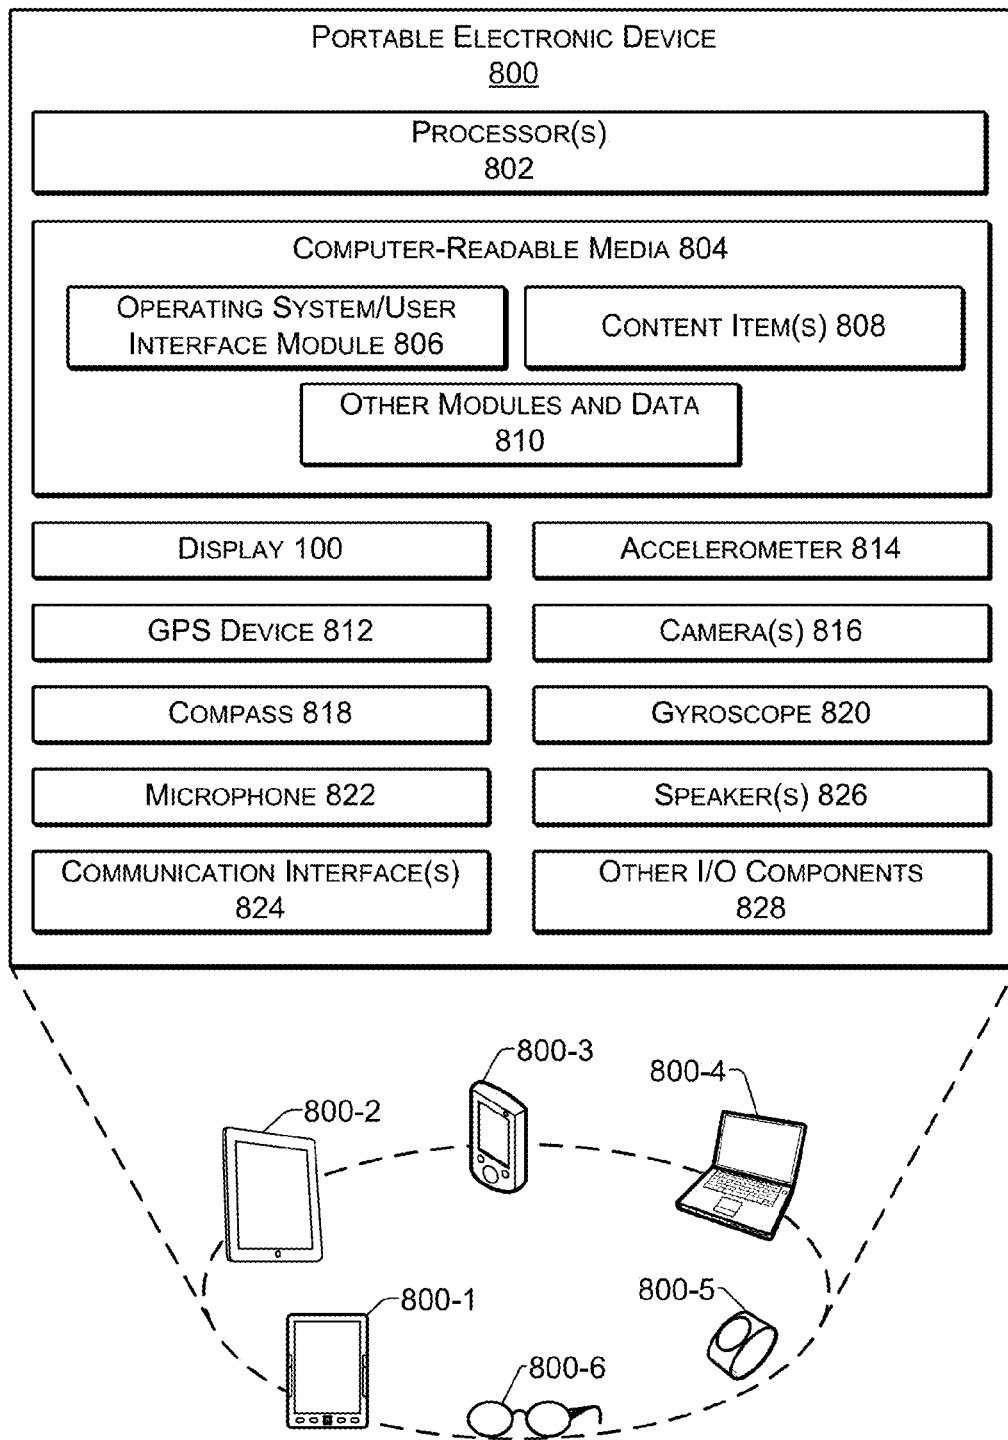 PORTABLE ELECTRONIC DEVICE
800
PROCESSOR(S)
802
COMPUTER-READABLE MEDIA 804
OPERATING SYSTEM/USER
INTERFACE MODULE 806
CONTENT ITEM(S) 808
OTHER MODULES AND DATA
810
DISPLAY 100
ACCELEROMETER 814
GPS DEVICE 812
CAMERA(S) 816
COMPASS 818
GYROSCOPE 820
MICROPHONE 822
SPEAKER(S) 826
COMMUNICATION INTERFACE(S)
824
OTHER I/O COMPONENTS
828
800-3
800-4
800-2
800-1
800-5
800-6